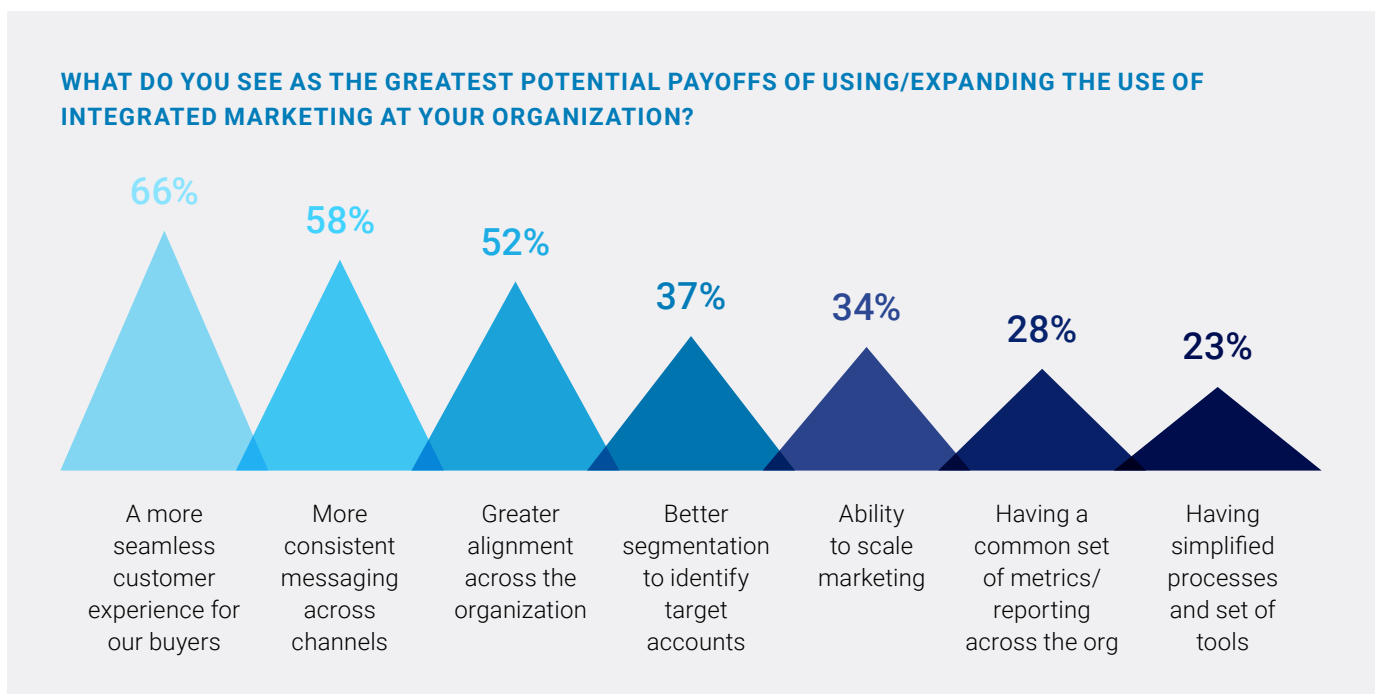 WHAT DO YOU SEE AS THE GREATEST POTENTIAL PAYOFFS OF USING/EXPANDING THE USE OF
INTEGRATED MARKETING AT YOUR ORGANIZATION?
66%
58%
52%
37%
34%
28%
23%
A more
seamless
customer
experience for
our buyers
More
consistent
messaging
across
channels
Greater
alignment
across the
organization
Better
segmentation
to identify
target
accounts
Ability
to scale
marketing
Having a
common set
of metrics/
reporting
across the org
Having
simplified
processes
and set of
tools